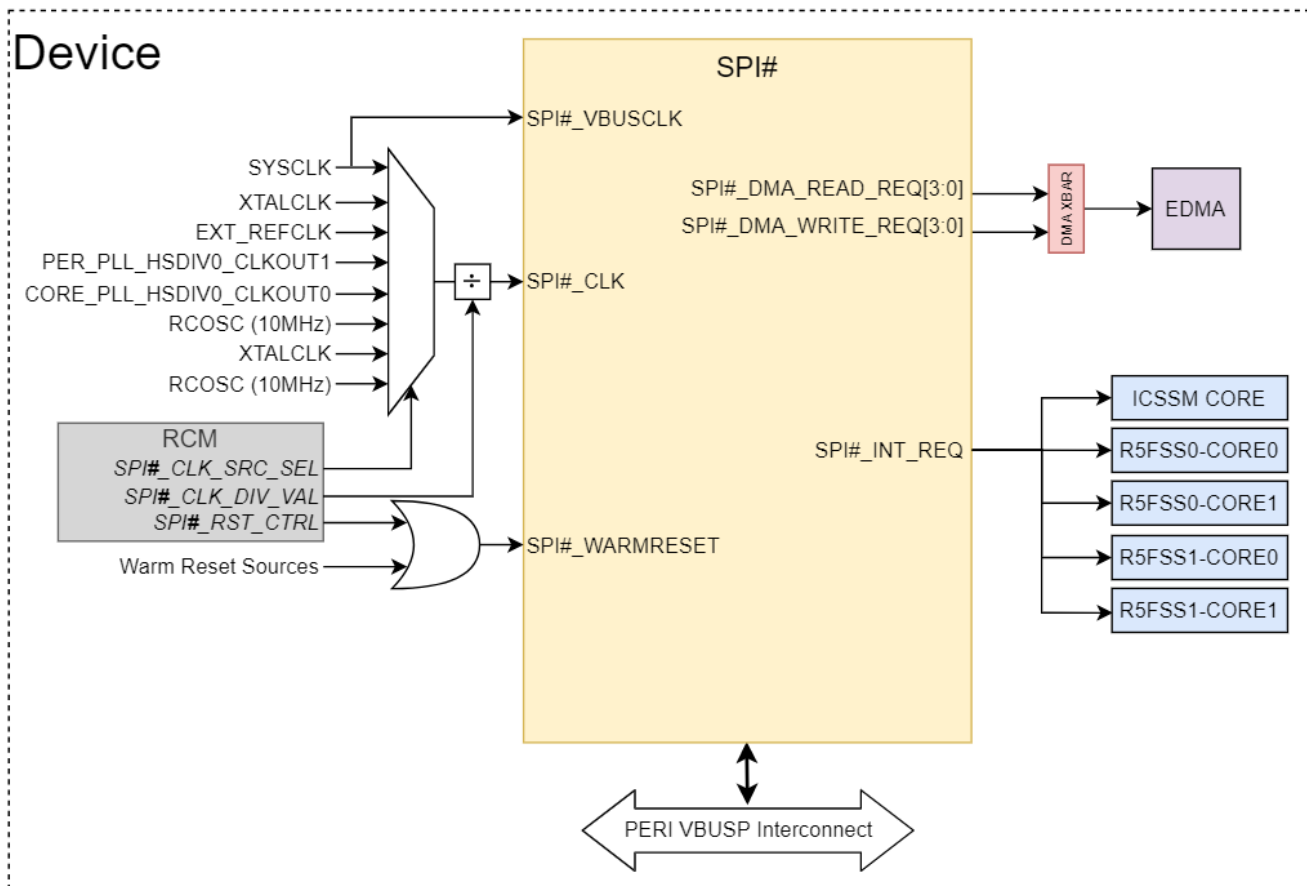 Device
SPI#
SPI#_VBUSCLK
SYSCLK
XTALCLK
EXT_REFCLK
PER_PLL_HSDIV0_CLKOUT1
CORE_PLL_HSDIV0_CLKOUT0
RCOSC (10MHz)
XTALCLK
RCOSC (10MHz)
÷
SPI#_CLK
RCM
SPI#_CLK_SRC_SEL
SPI#_CLK_DIV_VAL
SPI#_RST_CTRL
Warm Reset Sources
SPI#_WARMRESET
SPI#_DMA_READ_REQ[3:0]
SPI#_DMA_WRITE_REQ[3:0]
DMA XBAR
EDMA
SPI#_INT_REQ
ICSSM CORE
R5FSS0-CORE0
R5FSS0-CORE1
R5FSS1-CORE0
R5FSS1-CORE1
PERI VBUSP Interconnect